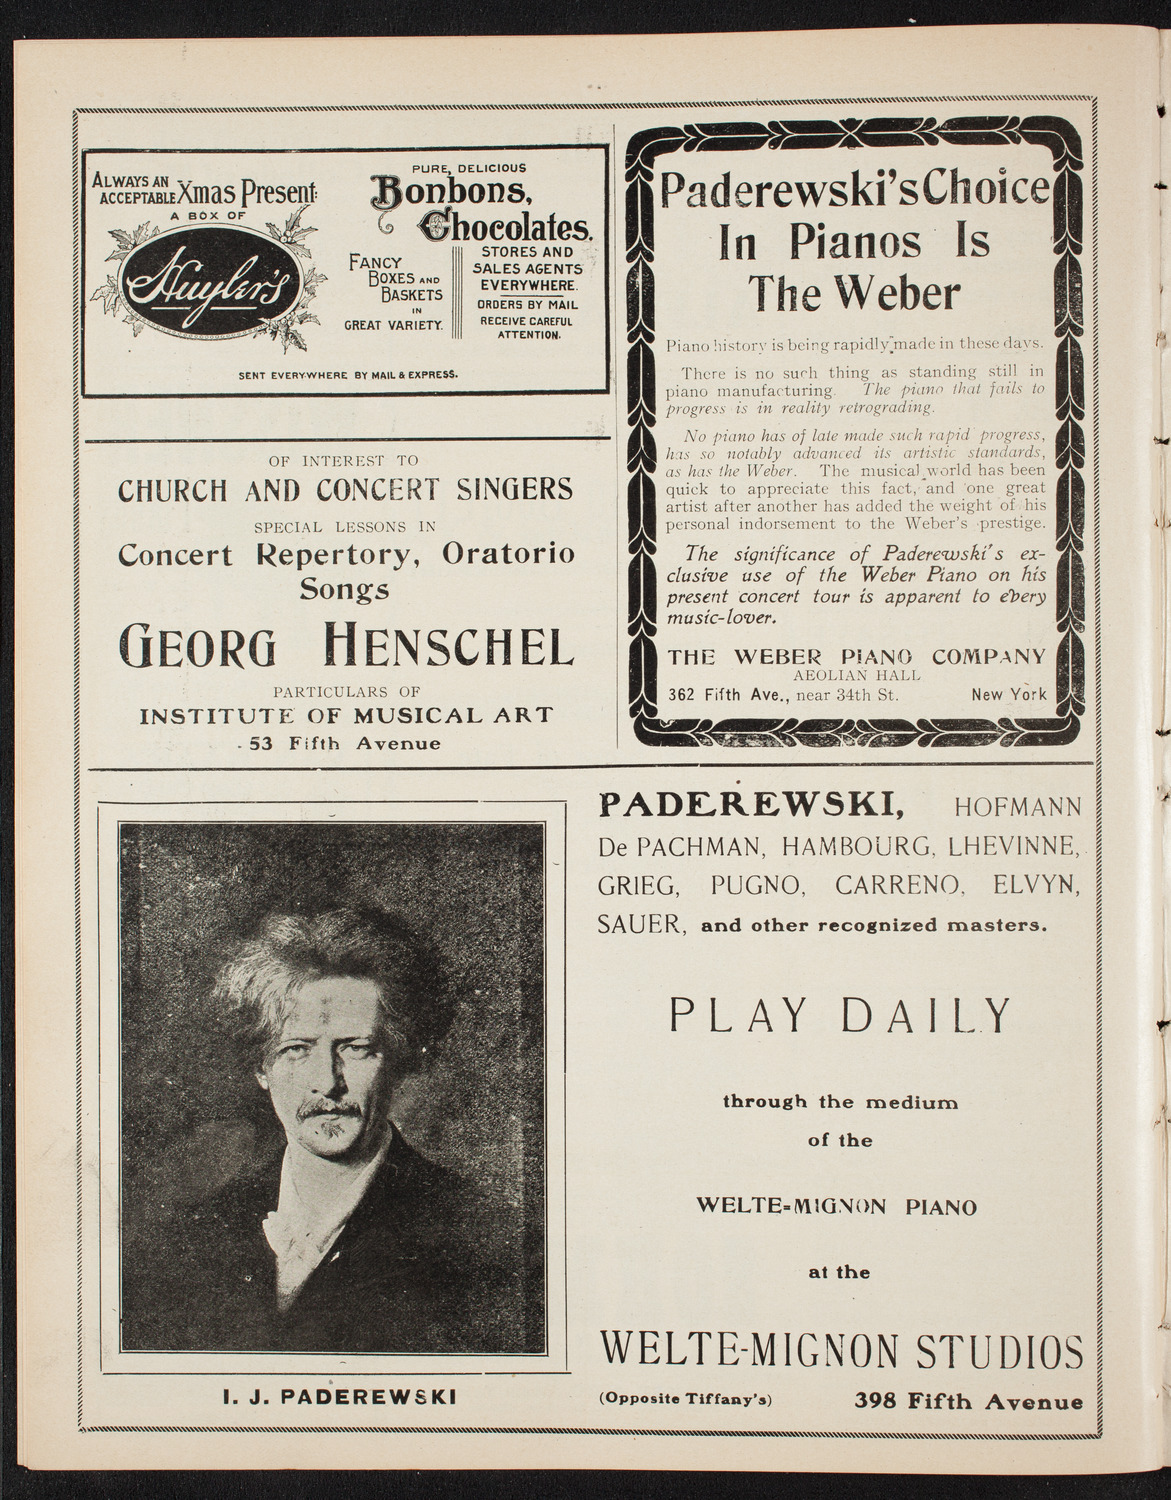 ALWAYS AN ACCEPTABLE Xmas Present:
A BOX OF
Huyler's
PURE, DELICIOUS
Bonbons,
Chocolates.
FANCY
BOXES AND
BASKETS
IN
GREAT VARIETY.
STORES AND
SALES AGENTS
EVERYWHERE.
ORDERS BY MAIL
RECEIVE CAREFUL
ATTENTION.
SENT EVERYWHERE BY MAIL & EXPRESS.
OF INTEREST TO
CHURCH AND CONCERT SINGERS
SPECIAL LESSONS IN
Concert Repertory, Oratorio
Songs
GEORG HENSCHEL
PARTICULARS OF
INSTITUTE OF MUSICAL ART
53 Fifth Avenue
Paderewski's Choice
In Pianos Is
The Weber
Piano history is being rapidly made in these days.
There is no such thing as standing still in
piano manufacturing. The piano that fails to
progress is in reality retrograding.
No piano has of late made such rapid progress,
has so notably advanced its artistic standards,
as has the Weber. The musical world has been
quick to appreciate this fact, and one great
artist after another has added the weight of his
personal indorsement to the Weber's prestige.
The significance of Paderewski's ex-
clusive use of the Weber Piano on his
present concert tour is apparent to every
music-lover.
THE WEBER PIANO COMPANY
AEOLIAN HALL
362 Fifth Ave., near 34th St. New York
I. J. PADEREWSKI
PADEREWSKI, HOFMANN
De PACHMAN, HAMBOURG, LHEVINNE,
GRIEG, PUGNO, CARRENO, ELVYN,
SAUER, and other recognized masters.
PLAY DAILY
through the medium
of the
WELTE=MIGNON PIANO
at the
WELTE-MIGNON STUDIOS
(Opposite Tiffany's) 398 Fifth Avenue